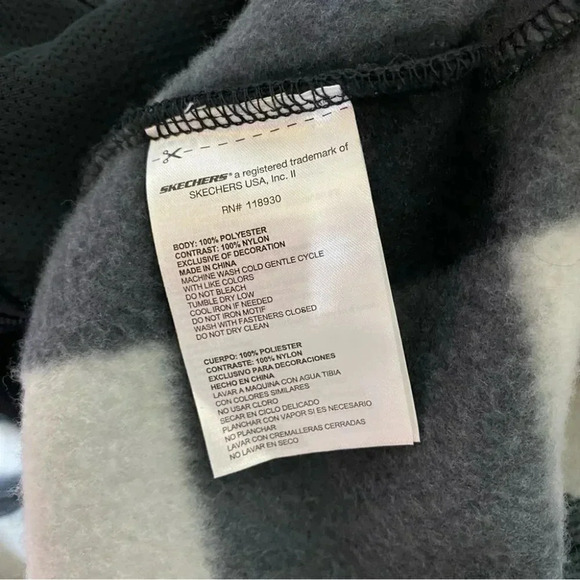 SKECHERS® a registered trademark of
SKECHERS USA, Inc. II
RN# 118930
BODY: 100% POLYESTER
CONTRAST: 100% NYLON
EXCLUSIVE OF DECORATION
MADE IN CHINA
MACHINE WASH COLD GENTLE CYCLE
WITH LIKE COLORS
DO NOT BLEACH
TUMBLE DRY LOW
COOL IRON IF NEEDED
DO NOT IRON MOTIF
WASH WITH FASTENERS CLOSED
DO NOT DRY CLEAN
CUERPO: 100% POLIESTER
CONTRASTE: 100% NYLON
EXCLUSIVO PARA DECORACIONES
HECHO EN CHINA
LAVAR A MAQUINA CON AGUA TIBIA
CON COLORES SIMILARES
NO USAR CLORO
SECAR EN CICLO DELICADO
PLANCHAR CON VAPOR SI ES NECESARIO
NO PLANCHAR
LAVAR CON CREMALLERAS CERRADAS
NO LAVAR EN SECO